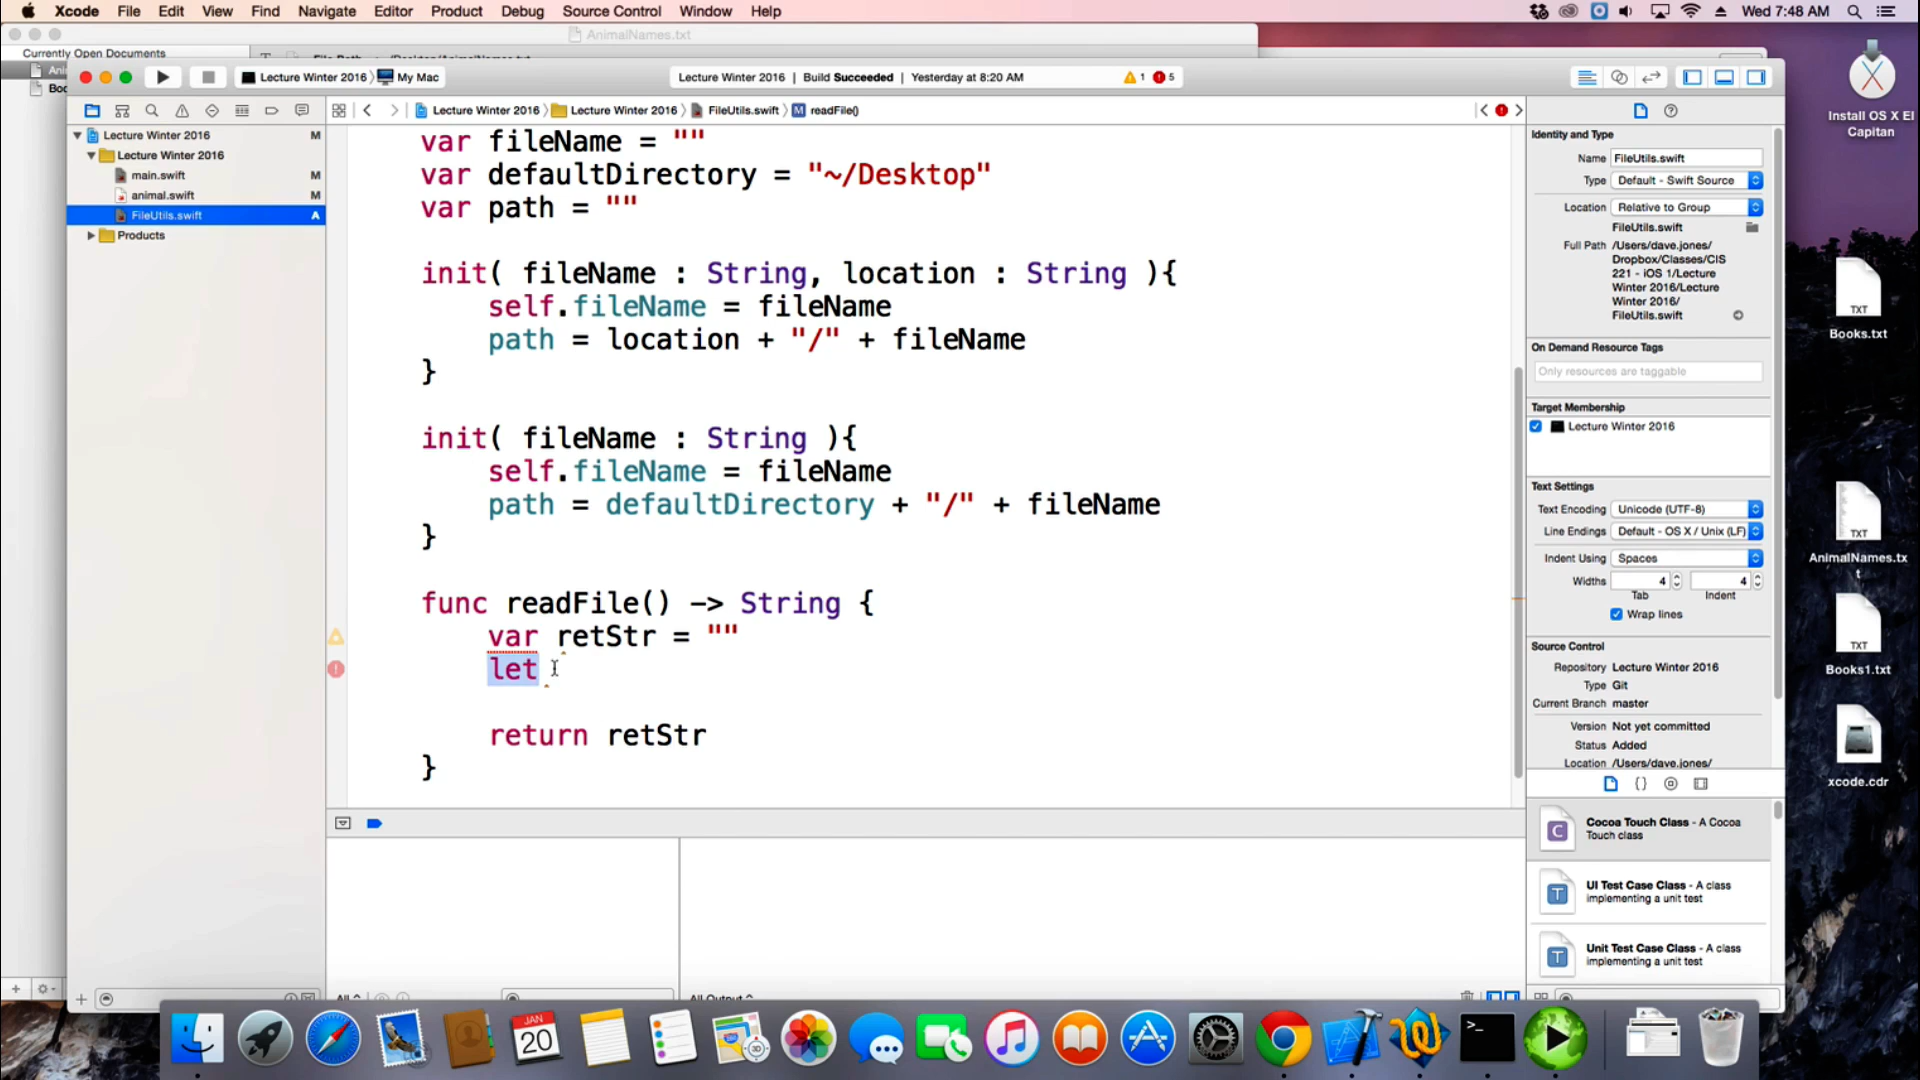 Xcode File Edit View Find Navigate Editor Product Debug Source Control Window Help
Wed 7:48 AM
AnimalNames.txt
Currently Open Documents
Lecture Winter 2016 My Mac
Lecture Winter 2016 | Build Succeeded | Yesterday at 8:20 AM
1 5
Lecture Winter 2016 Lecture Winter 2016 FileUtils.swift M readFile()
Lecture Winter 2016 M
Lecture Winter 2016
main.swift M
animal.swift M
FileUtils.swift A
Products
var fileName = ""
var defaultDirectory = "~/Desktop"
var path = ""
init( fileName : String, location : String ){
self.fileName = fileName
path = location + "/" + fileName
}
init( fileName : String ){
self.fileName = fileName
path = defaultDirectory + "/" + fileName
}
func readFile() -> String {
var retStr = ""
let
return retStr
}
Identity and Type
Name FileUtils.swift
Type Default - Swift Source
Location Relative to Group
FileUtils.swift
Full Path /Users/dave.jones/
Dropbox/Classes/CIS
221 - iOS 1/Lecture
Winter 2016/Lecture
Winter 2016/
FileUtils.swift
On Demand Resource Tags
Only resources are taggable
Target Membership
Lecture Winter 2016
Text Settings
Text Encoding Unicode (UTF-8)
Line Endings Default - OS X / Unix (LF)
Indent Using Spaces
Widths 4 4
Tab Indent
Wrap lines
Source Control
Repository Lecture Winter 2016
Type Git
Current Branch master
Version Not yet committed
Status Added
Location /Users/dave.jones/
{}
C
Cocoa Touch Class - A Cocoa
Touch class
T
UI Test Case Class - A class
implementing a unit test
T
Unit Test Case Class - A class
implementing a unit test
Install OS X El
Capitan
TXT
Books.txt
TXT
AnimalNames.tx
t
TXT
Books1.txt
xcode.cdr
JAN
20
3D